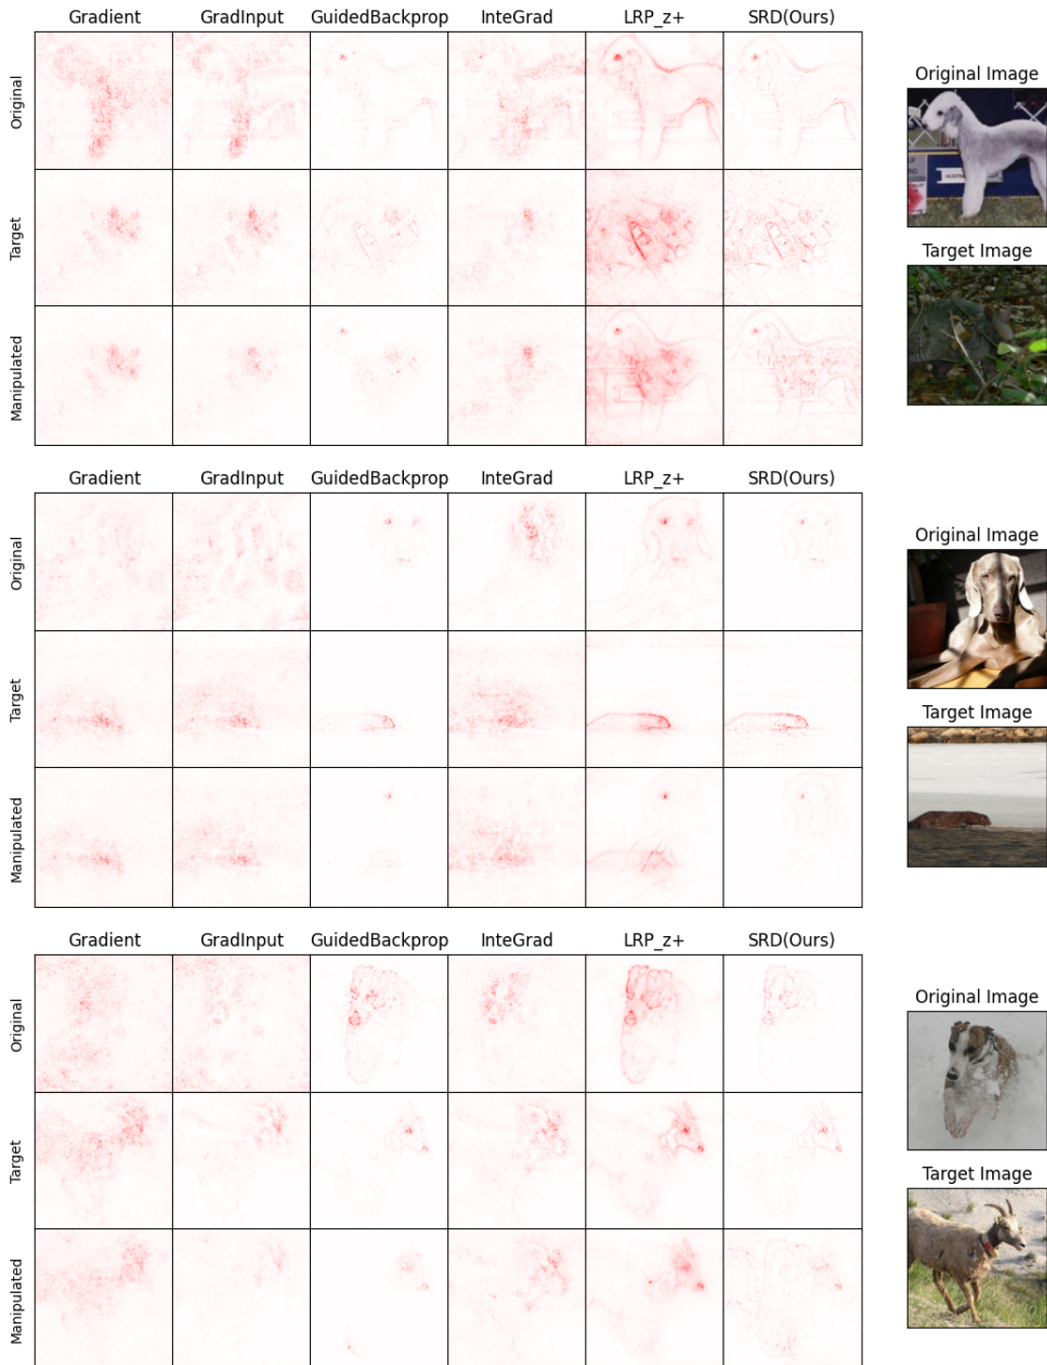 Gradient GradInput GuidedBackprop InteGrad LRP_z+ SRD(Ours)
Original
Target
Manipulated
Original Image
HUNTING
Target Image
Gradient GradInput GuidedBackprop InteGrad LRP_z+ SRD(Ours)
Original
Target
Manipulated
Original Image
Target Image
Gradient GradInput GuidedBackprop InteGrad LRP_z+ SRD(Ours)
Original
Target
Manipulated
Original Image
Target Image